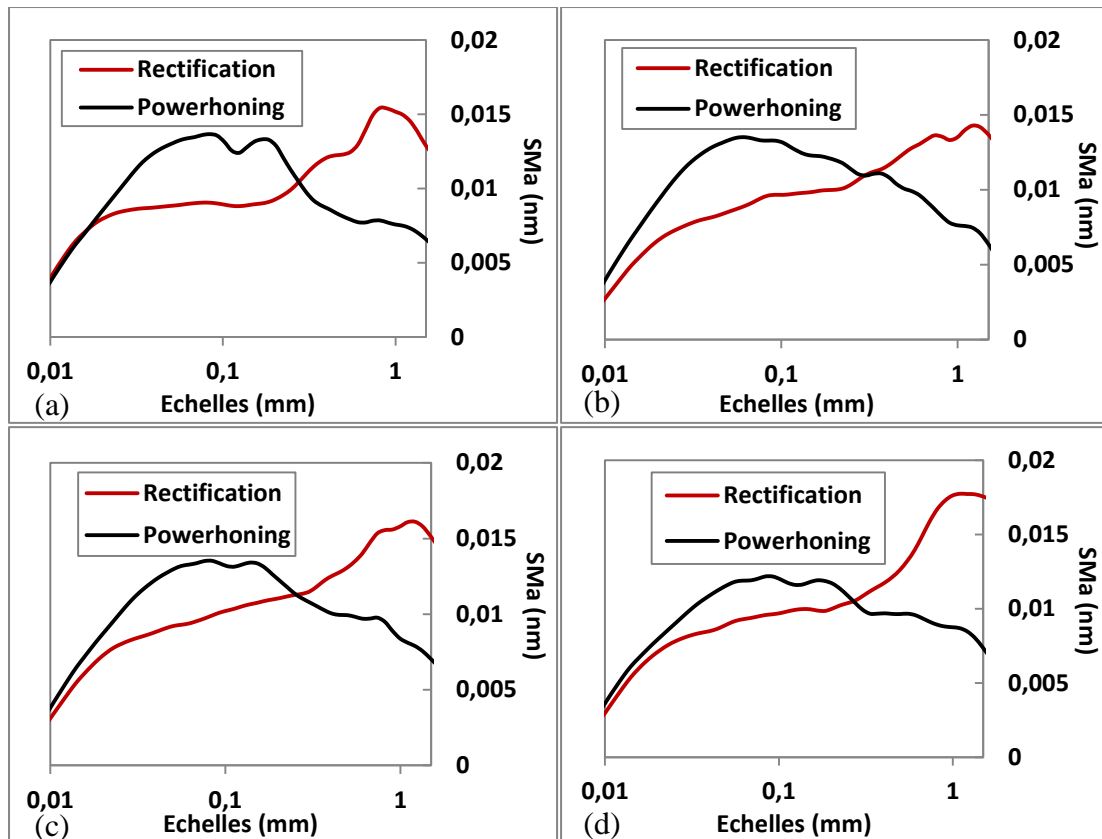 0,02
Rectification
Powerhoning
0,015
0,01
0,005
0
SMa (nm)
0,01
0,1
1
(a)
Echelles (mm)
0,02
Rectification
Powerhoning
0,015
0,01
0,005
0
SMa (nm)
0,01
0,1
1
(b)
Echelles (mm)
0,02
Rectification
Powerhoning
0,015
0,01
0,005
0
SMa (nm)
0,01
0,1
1
(c)
Echelles (mm)
0,02
Rectification
Powerhoning
0,015
0,01
0,005
0
SMa (nm)
0,01
0,1
1
(d)
Echelles (mm)